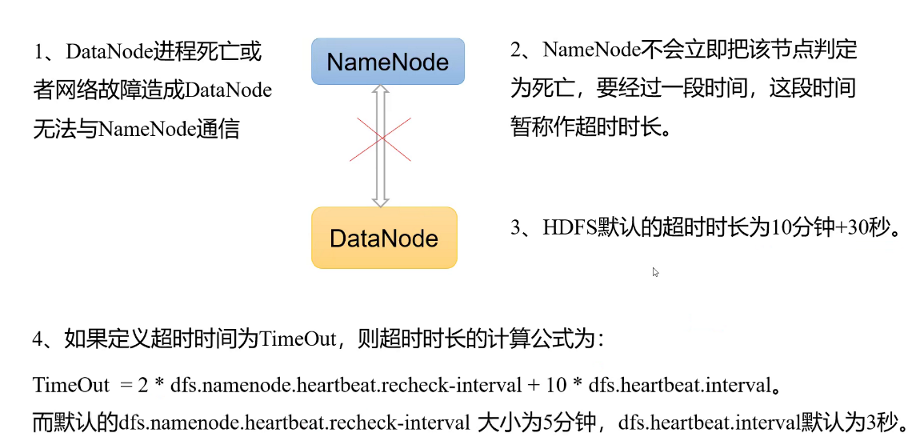 1、DataNode进程死亡或
者网络故障造成DataNode
无法与NameNode通信
NameNode
2、NameNode不会立即把该节点判定
为死亡，要经过一段时间，这段时间
暂称作超时时长。
DataNode
3、HDFS默认的超时时长为10分钟+30秒。
4、如果定义超时时间为TimeOut，则超时时长的计算公式为：
TimeOut = 2 * dfs.namenode.heartbeat.recheck-interval + 10 * dfs.heartbeat.interval。
而默认的dfs.namenode.heartbeat.recheck-interval 大小为5分钟，dfs.heartbeat.interval默认为3秒。